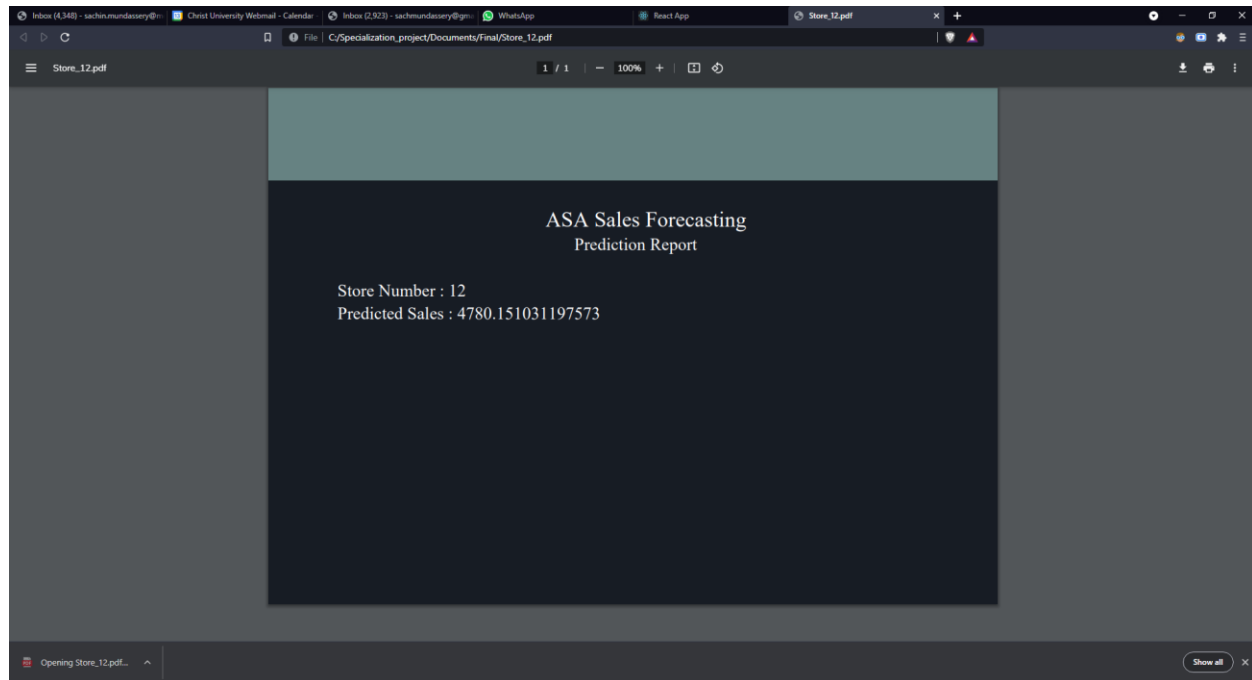 Inbox (4,348) - sachin.mundassery@m
Christ University Webmail - Calendar
Inbox (2,923) - sachmundassery@gma
WhatsApp
React App
Store_12.pdf
File
C:/Specialization_project/Documents/Final/Store_12.pdf
Store_12.pdf
1 / 1
100%
ASA Sales Forecasting
Prediction Report
Store Number : 12
Predicted Sales : 4780.151031197573
Opening Store_12.pdf...
Show all